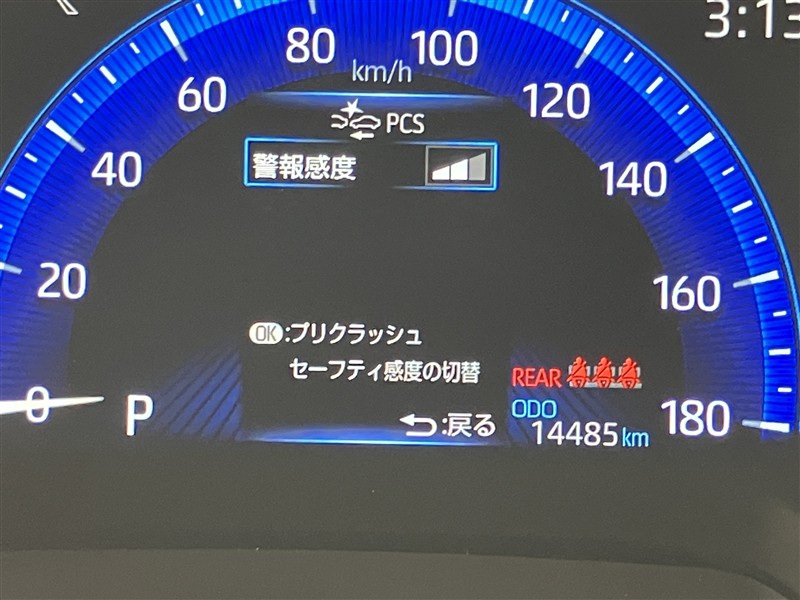 3:13
80
100
km/h
60
120
PCS
40
警報感度
140
20
160
OK:プリクラッシュ
セーフティ感度の切替
REAR
0
P
ODO
180
:戻る
14485km